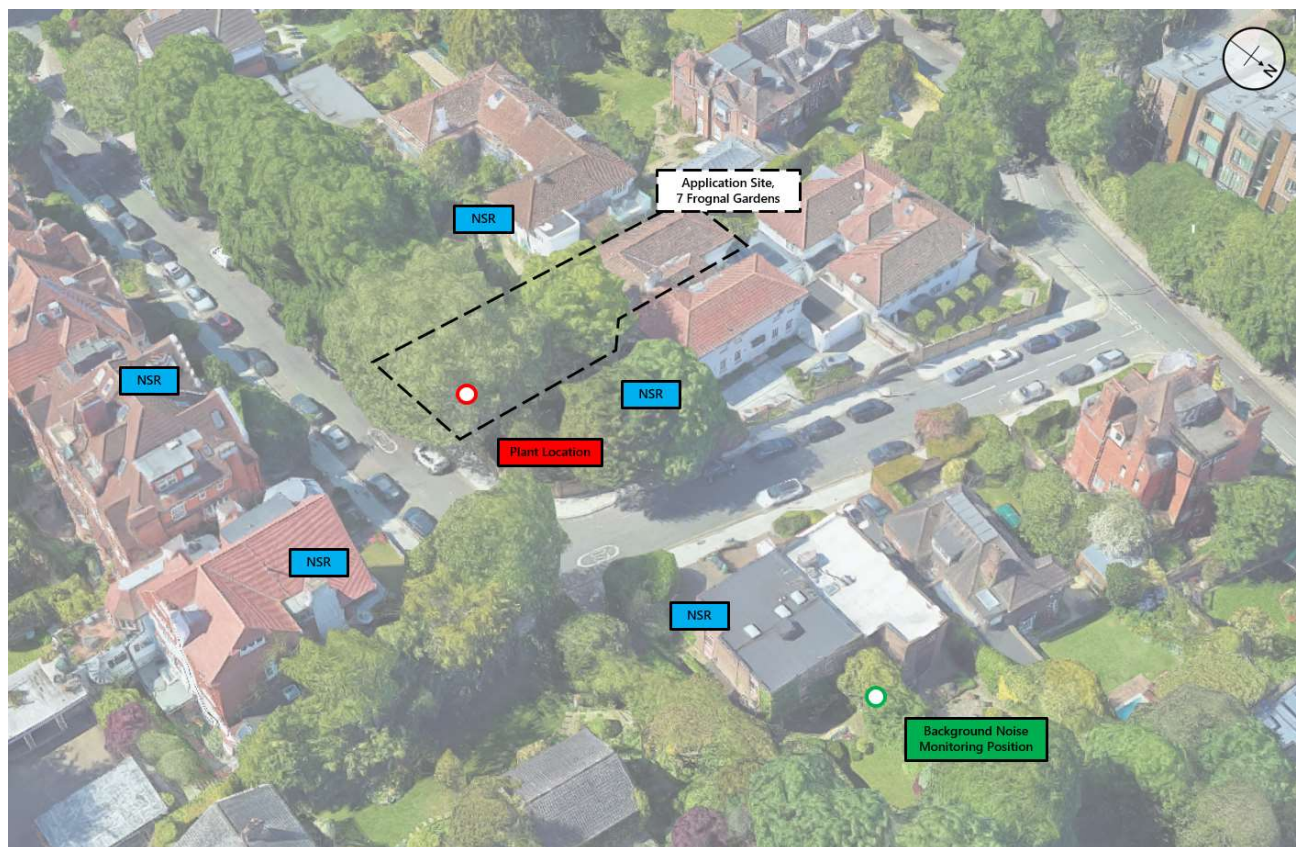 N
Application Site,
7 Frognal Gardens
NSR
NSR
NSR
Plant Location
NSR
NSR
Background Noise
Monitoring Position